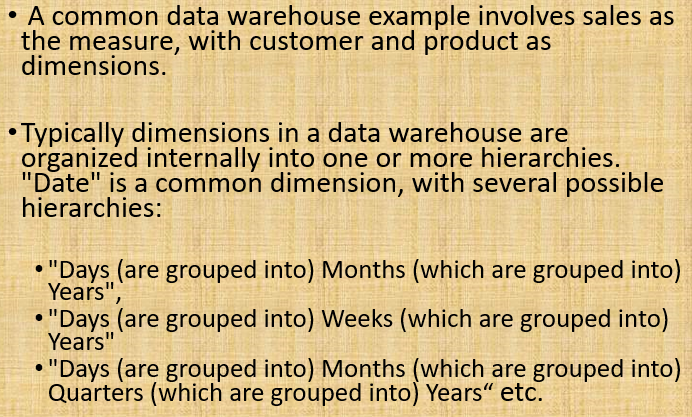 • A common data warehouse example involves sales as
the measure, with customer and product as
dimensions.
•Typically dimensions in a data warehouse are
organized internally into one or more hierarchies.
"Date" is a common dimension, with several possible
hierarchies:
•"Days (are grouped into) Months (which are grouped into)
Years",
•"Days (are grouped into) Weeks (which are grouped into)
Years"
•"Days (are grouped into) Months (which are grouped into)
Quarters (which are grouped into) Years“ etc.